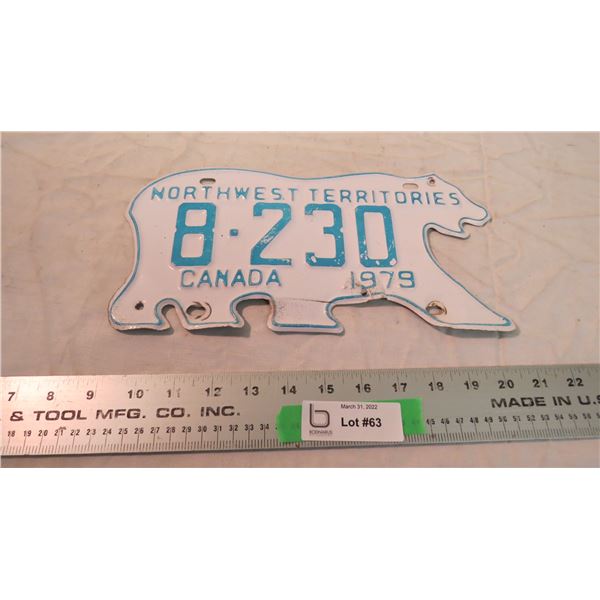 NORTHWEST TERRITORIES
8-230
CANADA 1979
7 8 9 10 11 12 13 14 15 16 17 18 19 20 21 22
& TOOL MFG. CO. INC.
MADE IN U.S
March 31, 2022
b
Lot #63